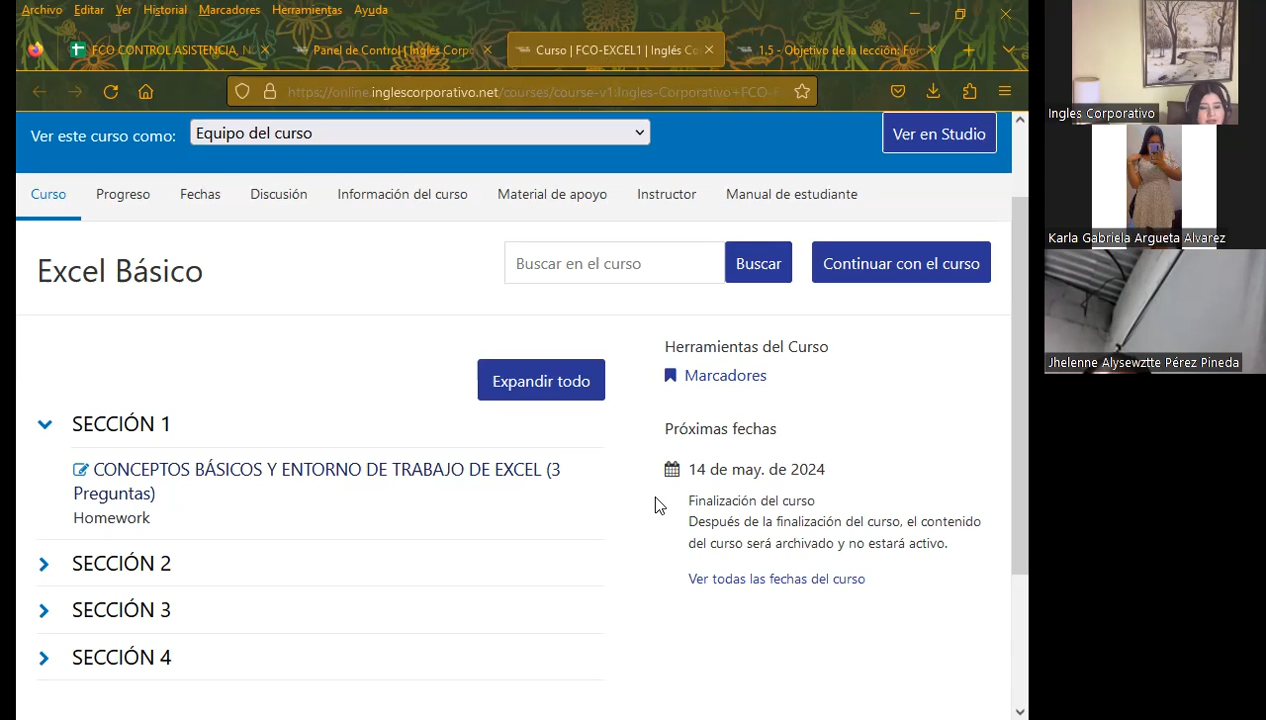 Archivo Editar Ver Historial Marcadores Herramientas Ayuda
FCO CONTROL ASISTENCIA, N
Panel de Control | Inglés Corpo
Curso | FCO-EXCEL1 | Inglés Co
1.5 - Objetivo de la lección: Fo
https://online.inglescorporativo.net/courses/course-v1:Ingles-Corporativo+FCO-
Ver este curso como:
Equipo del curso
Ver en Studio
Curso
Progreso
Fechas
Discusión
Información del curso
Material de apoyo
Instructor
Manual de estudiante
Excel Básico
Buscar en el curso
Buscar
Continuar con el curso
Expandir todo
SECCIÓN 1
CONCEPTOS BÁSICOS Y ENTORNO DE TRABAJO DE EXCEL (3
Preguntas)
Homework
SECCIÓN 2
SECCIÓN 3
SECCIÓN 4
Herramientas del Curso
Marcadores
Próximas fechas
14 de may. de 2024
Finalización del curso
Después de la finalización del curso, el contenido
del curso será archivado y no estará activo.
Ver todas las fechas del curso
Ingles Corporativo
Karla Gabriela Argueta Alvarez
Jhelenne Alysewztte Pérez Pineda